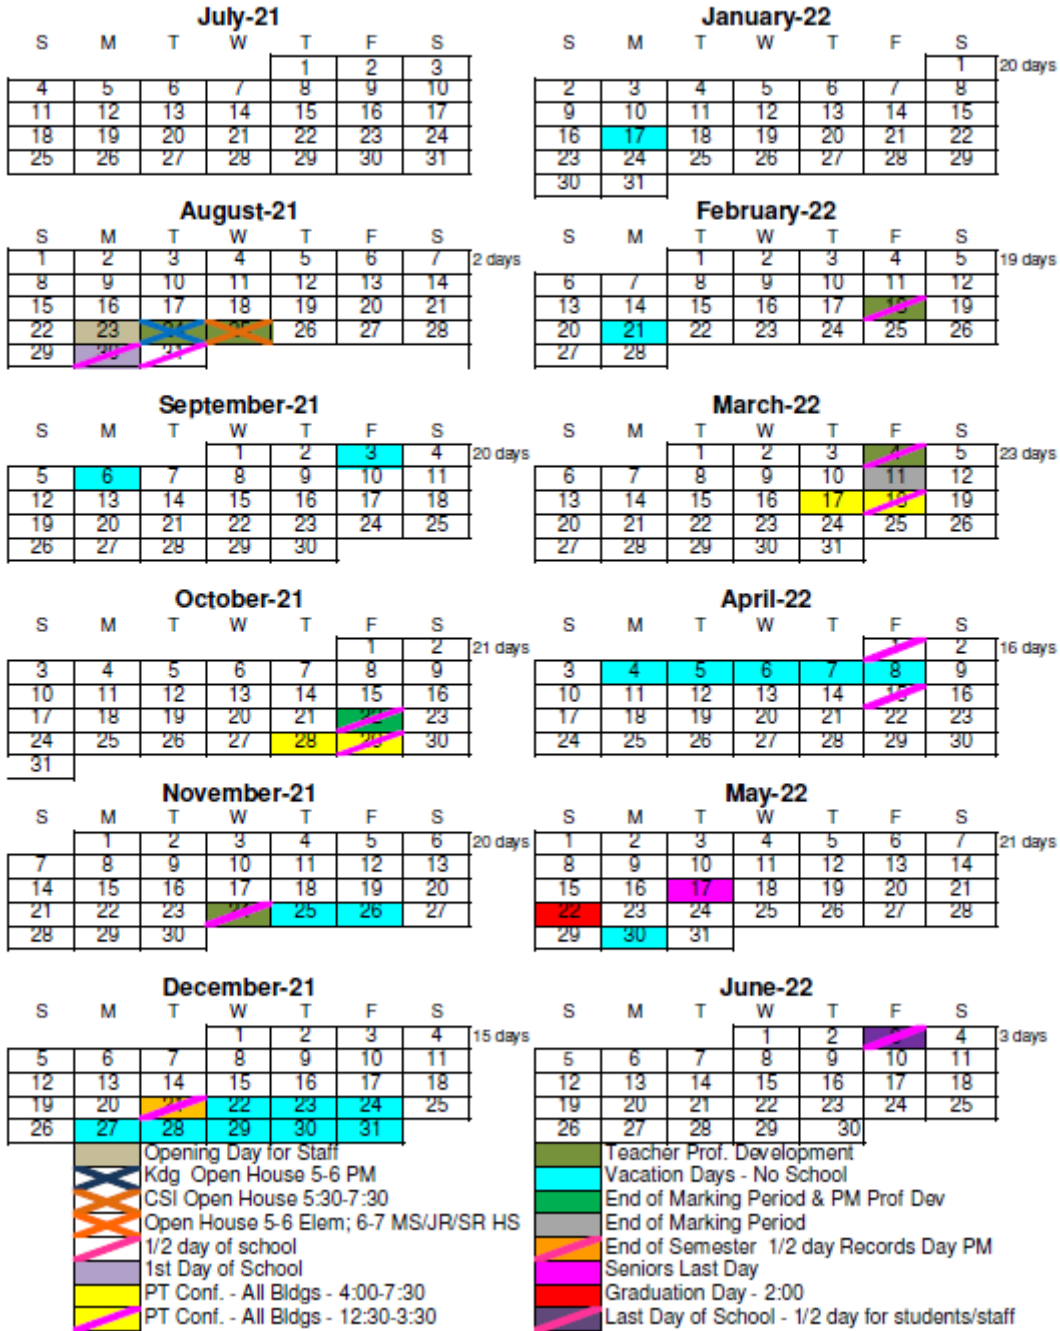 July-21
S M T W T F S
1 2 3
4 5 6 7 8 9 10
11 12 13 14 15 16 17
18 19 20 21 22 23 24
25 26 27 28 29 30 31
August-21
S M T W T F S
1 2 3 4 5 6 7 2 days
8 9 10 11 12 13 14
15 16 17 18 19 20 21
22 23 24 25 26 27 28
29 30 31
September-21
S M T W T F S
1 2 3 4 20 days
5 6 7 8 9 10 11
12 13 14 15 16 17 18
19 20 21 22 23 24 25
26 27 28 29 30
October-21
S M T W T F S
1 2 21 days
3 4 5 6 7 8 9
10 11 12 13 14 15 16
17 18 19 20 21 22 23
24 25 26 27 28 29 30
31
November-21
S M T W T F S
1 2 3 4 5 6 20 days
7 8 9 10 11 12 13
14 15 16 17 18 19 20
21 22 23 24 25 26 27
28 29 30
December-21
S M T W T F S
1 2 3 4 15 days
5 6 7 8 9 10 11
12 13 14 15 16 17 18
19 20 21 22 23 24 25
26 27 28 29 30 31
January-22
S M T W T F S
1 20 days
2 3 4 5 6 7 8
9 10 11 12 13 14 15
16 17 18 19 20 21 22
23 24 25 26 27 28 29
30 31
February-22
S M T W T F S
1 2 3 4 5 19 days
6 7 8 9 10 11 12
13 14 15 16 17 18 19
20 21 22 23 24 25 26
27 28
March-22
S M T W T F S
1 2 3 4 5 23 days
6 7 8 9 10 11 12
13 14 15 16 17 18 19
20 21 22 23 24 25 26
27 28 29 30 31
April-22
S M T W T F S
1 2 16 days
3 4 5 6 7 8 9
10 11 12 13 14 15 16
17 18 19 20 21 22 23
24 25 26 27 28 29 30
May-22
S M T W T F S
1 2 3 4 5 6 7 21 days
8 9 10 11 12 13 14
15 16 17 18 19 20 21
22 23 24 25 26 27 28
29 30 31
June-22
S M T W T F S
1 2 3 4 3 days
5 6 7 8 9 10 11
12 13 14 15 16 17 18
19 20 21 22 23 24 25
26 27 28 29 30
Opening Day for Staff
Kdg Open House 5-6 PM
CSI Open House 5:30-7:30
Open House 5-6 Elem; 6-7 MS/JR/SR HS
1/2 day of school
1st Day of School
PT Conf. - All Bldgs - 4:00-7:30
PT Conf. - All Bldgs - 12:30-3:30
Teacher Prof. Development
Vacation Days - No School
End of Marking Period & PM Prof Dev
End of Marking Period
End of Semester 1/2 day Records Day PM
Seniors Last Day
Graduation Day - 2:00
Last Day of School - 1/2 day for students/staff